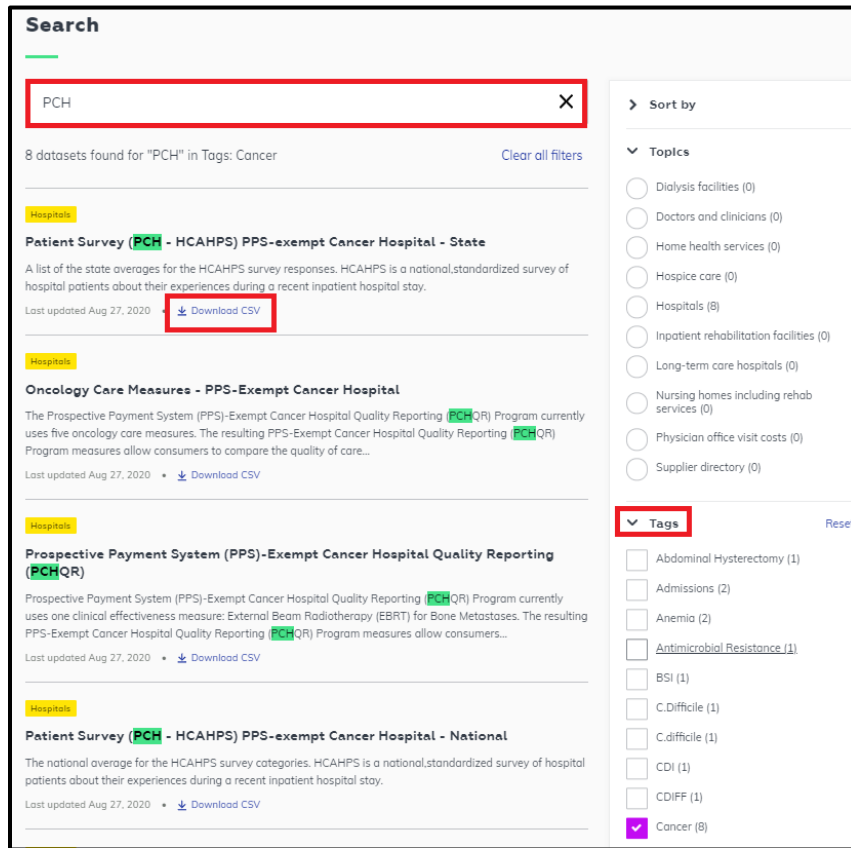 Search
PCH
8 datasets found for "PCH" in Tags: Cancer
Clear all filters
Hospitals
Patient Survey (PCH - HCAHPS) PPS-exempt Cancer Hospital - State
A list of the state averages for the HCAHPS survey responses. HCAHPS is a national,standardized survey of
hospital patients about their experiences during a recent inpatient hospital stay.
Last updated Aug 27, 2020 • Download CSV
Hospitals
Oncology Care Measures - PPS-Exempt Cancer Hospital
The Prospective Payment System (PPS)-Exempt Cancer Hospital Quality Reporting (PCHQR) Program currently
uses five oncology care measures. The resulting PPS-Exempt Cancer Hospital Quality Reporting (PCHQR)
Program measures allow consumers to compare the quality of care...
Last updated Aug 27, 2020 • Download CSV
Hospitals
Prospective Payment System (PPS)-Exempt Cancer Hospital Quality Reporting
(PCHQR)
Prospective Payment System (PPS)-Exempt Cancer Hospital Quality Reporting (PCHQR) Program currently
uses one clinical effectiveness measure: External Beam Radiotherapy (EBRT) for Bone Metastases. The resulting
PPS-Exempt Cancer Hospital Quality Reporting (PCHQR) Program measures allow consumers...
Last updated Aug 27, 2020 • Download CSV
Hospitals
Patient Survey (PCH - HCAHPS) PPS-exempt Cancer Hospital - National
The national average for the HCAHPS survey categories. HCAHPS is a national,standardized survey of hospital
patients about their experiences during a recent inpatient hospital stay.
Last updated Aug 27, 2020 • Download CSV
Sort by
Topics
Dialysis facilities (0)
Doctors and clinicians (0)
Home health services (0)
Hospice care (0)
Hospitals (8)
Inpatient rehabilitation facilities (0)
Long-term care hospitals (0)
Nursing homes including rehab
services (0)
Physician office visit costs (0)
Supplier directory (0)
Tags
Reset
Abdominal Hysterectomy (1)
Admissions (2)
Anemia (2)
Antimicrobial Resistance (1)
BSI (1)
C.Difficile (1)
C.difficile (1)
CDI (1)
CDIFF (1)
Cancer (8)